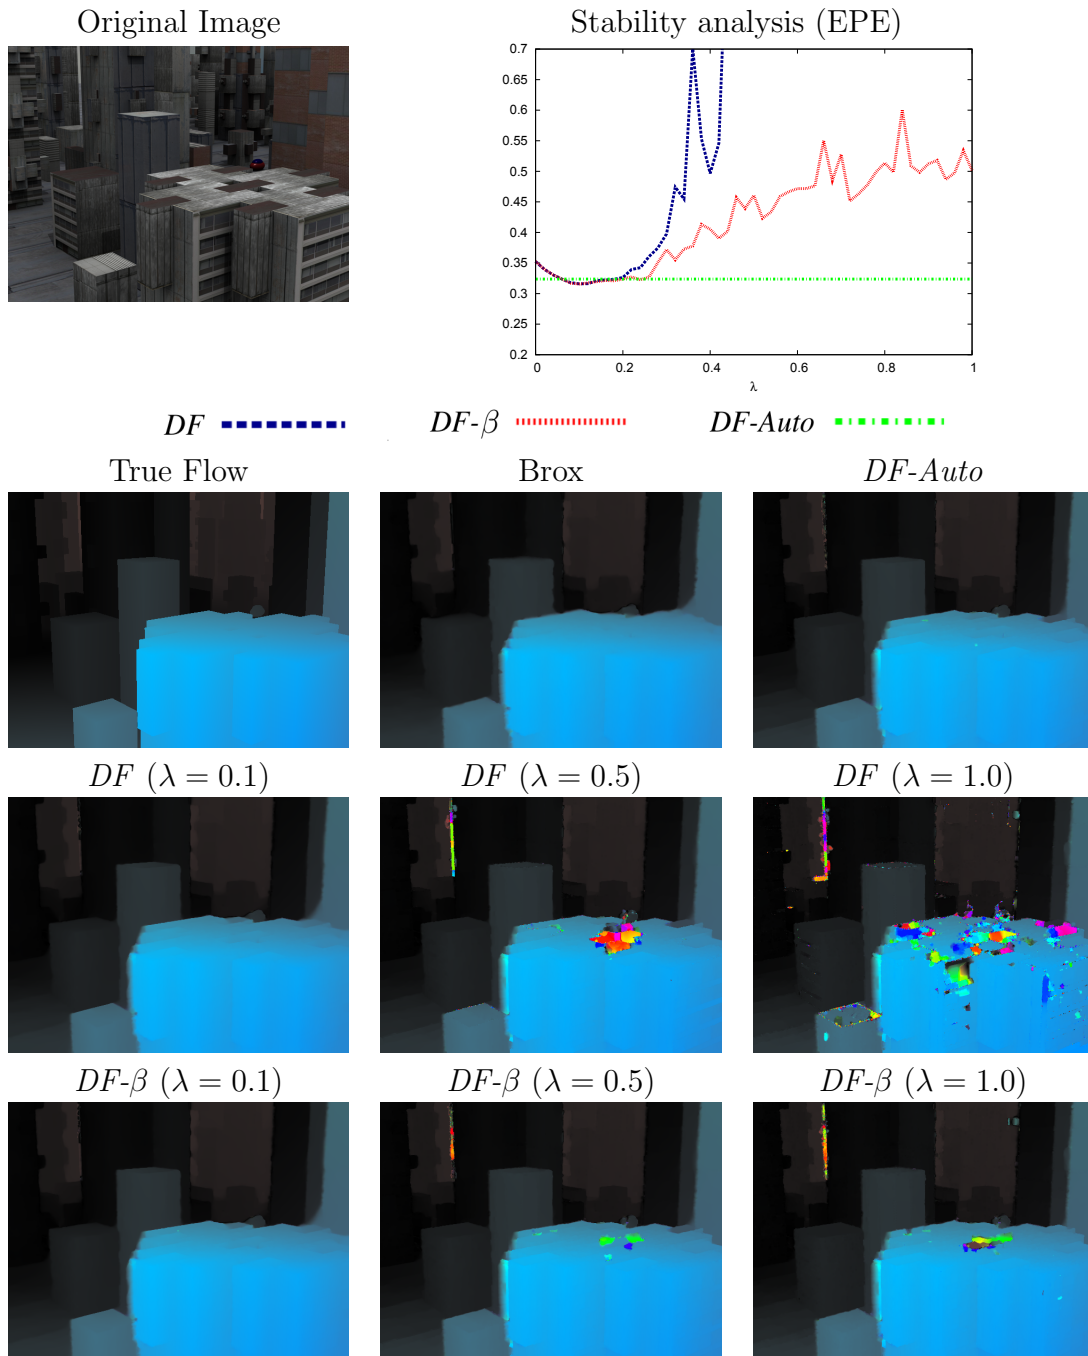 Original Image
Stability analysis (EPE)
0.7
0.65
0.6
0.55
0.5
0.45
0.4
0.35
0.3
0.25
0.2
0 0.2 0.4 0.6 0.8 1
λ
DF DF-β DF-Auto
True Flow Brox DF-Auto
DF (λ = 0.1) DF (λ = 0.5) DF (λ = 1.0)
DF-β (λ = 0.1) DF-β (λ = 0.5) DF-β (λ = 1.0)